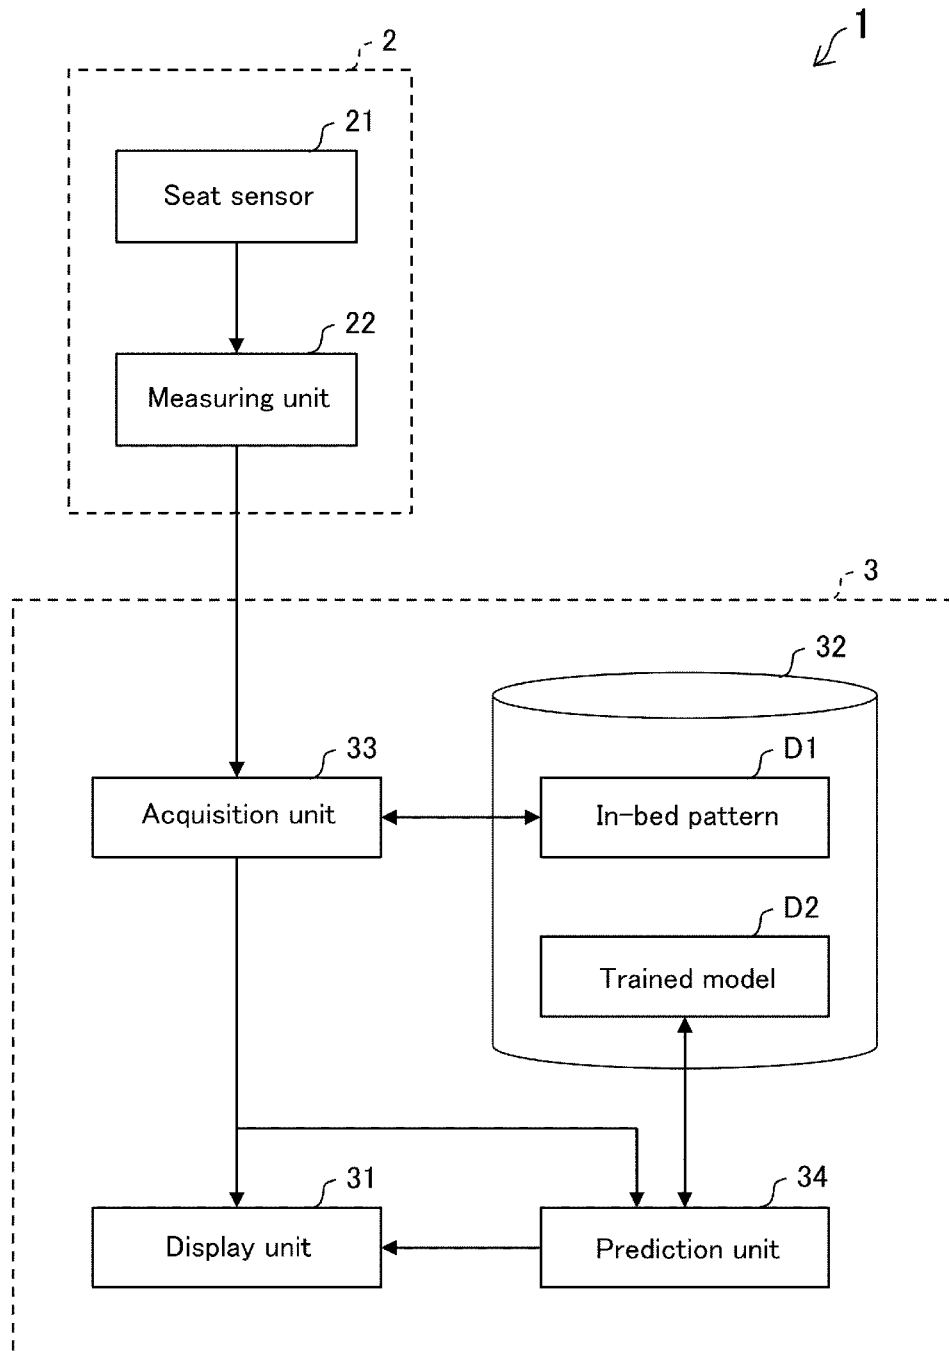 1
2
21
Seat sensor
22
Measuring unit
3
32
33
D1
Acquisition unit
In-bed pattern
D2
Trained model
31
34
Display unit
Prediction unit